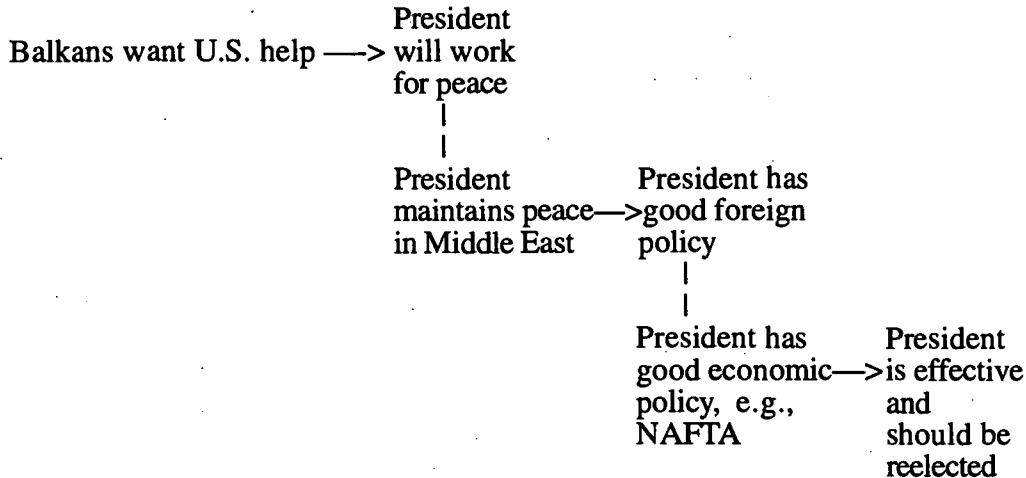 President
Balkans want U.S. help —> will work
for peace
President
maintains peace—>
in Middle East
President has
good foreign
policy
President has
good economic—>
policy, e.g.,
NAFTA
President
is effective
and
should be
reelected